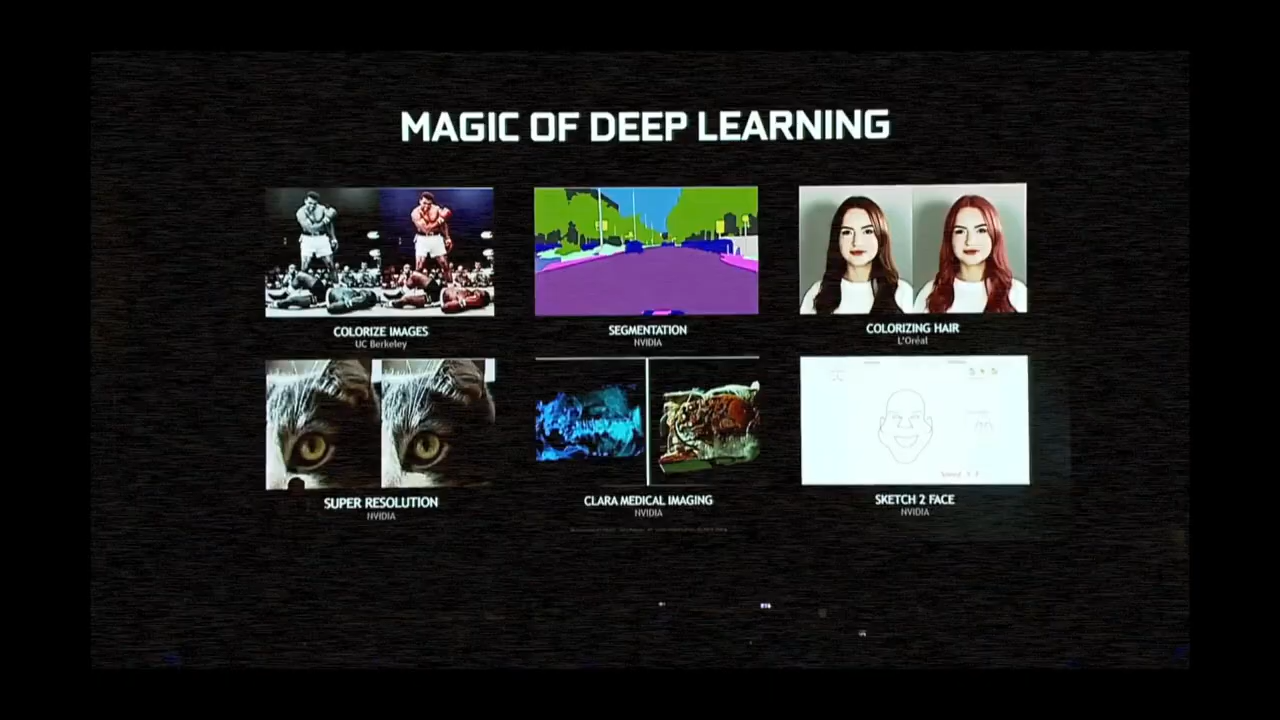 MAGIC OF DEEP LEARNING
COLORIZE IMAGES
UC Berkeley
SEGMENTATION
NVIDIA
COLORIZING HAIR
L'Oréal
SUPER RESOLUTION
NVIDIA
CLARA MEDICAL IMAGING
NVIDIA
SKETCH 2 FACE
NVIDIA